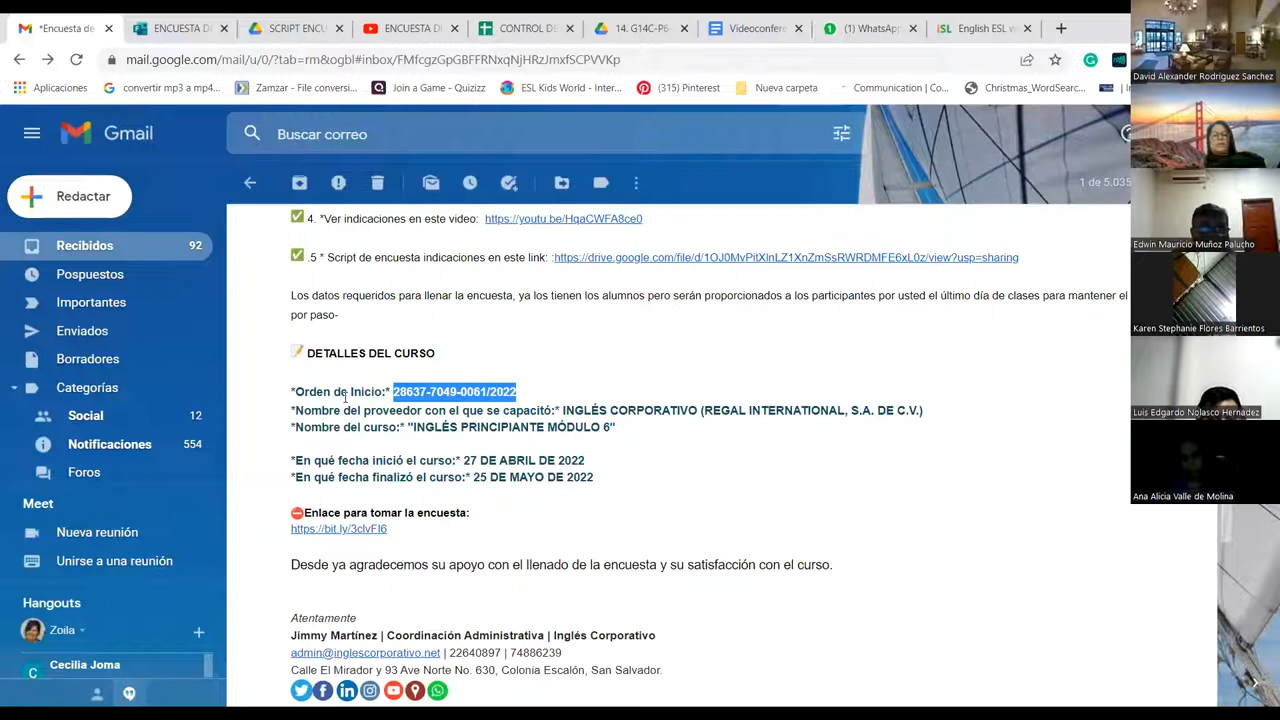 *Encuesta de
ENCUESTA DE
SCRIPT ENCU
ENCUESTA DI
CONTROL DE
14. G14C-P6-
Videoconfere
(1) WhatsApp
English ESL w
mail.google.com/mail/u/0/?tab=rm&ogbl#inbox/FMfcgzGpGBFFNxqNjHRzJmxfSCPVVKp
Aplicaciones
convertir mp3 a mp4...
Zamzar - File conversi...
Join a Game - Quizizz
ESL Kids World - Inter...
(315) Pinterest
Nueva carpeta
Communication | Co...
Christmas_WordSearc...
Gmail
Buscar correo
Redactar
1 de 5.035
Recibidos 92
Pospuestos
Importantes
Enviados
Borradores
Categorías
Social 12
Notificaciones 554
Foros
Meet
Nueva reunión
Unirse a una reunión
Hangouts
Zoila
Cecilia Joma
4. *Ver indicaciones en este video: https://youtu.be/HqaCWFA8ce0
.5 * Script de encuesta indicaciones en este link: :https://drive.google.com/file/d/1OJ0MvPitXlnLZ1XnZmSsRWRDMFE6xL0z/view?usp=sharing
Los datos requeridos para llenar la encuesta, ya los tienen los alumnos pero serán proporcionados a los participantes por usted el último día de clases para mantener el
por paso-
DETALLES DEL CURSO
*Orden de Inicio:* 28637-7049-0061/2022
*Nombre del proveedor con el que se capacitó:* INGLÉS CORPORATIVO (REGAL INTERNATIONAL, S.A. DE C.V.)
*Nombre del curso:* "INGLÉS PRINCIPIANTE MÓDULO 6"
*En qué fecha inició el curso:* 27 DE ABRIL DE 2022
*En qué fecha finalizó el curso:* 25 DE MAYO DE 2022
Enlace para tomar la encuesta:
https://bit.ly/3clvFI6
Desde ya agradecemos su apoyo con el llenado de la encuesta y su satisfacción con el curso.
Atentamente
Jimmy Martínez | Coordinación Administrativa | Inglés Corporativo
admin@inglescorporativo.net | 22640897 | 74886239
Calle El Mirador y 93 Ave Norte No. 630, Colonia Escalón, San Salvador.
David Alexander Rodríguez Sanchez
Edwin Mauricio Muñoz Palucho
Karen Stephanie Flores Barrientos
Luis Edgardo Nolasco Hernadez
Ana Alicia Valle de Molina